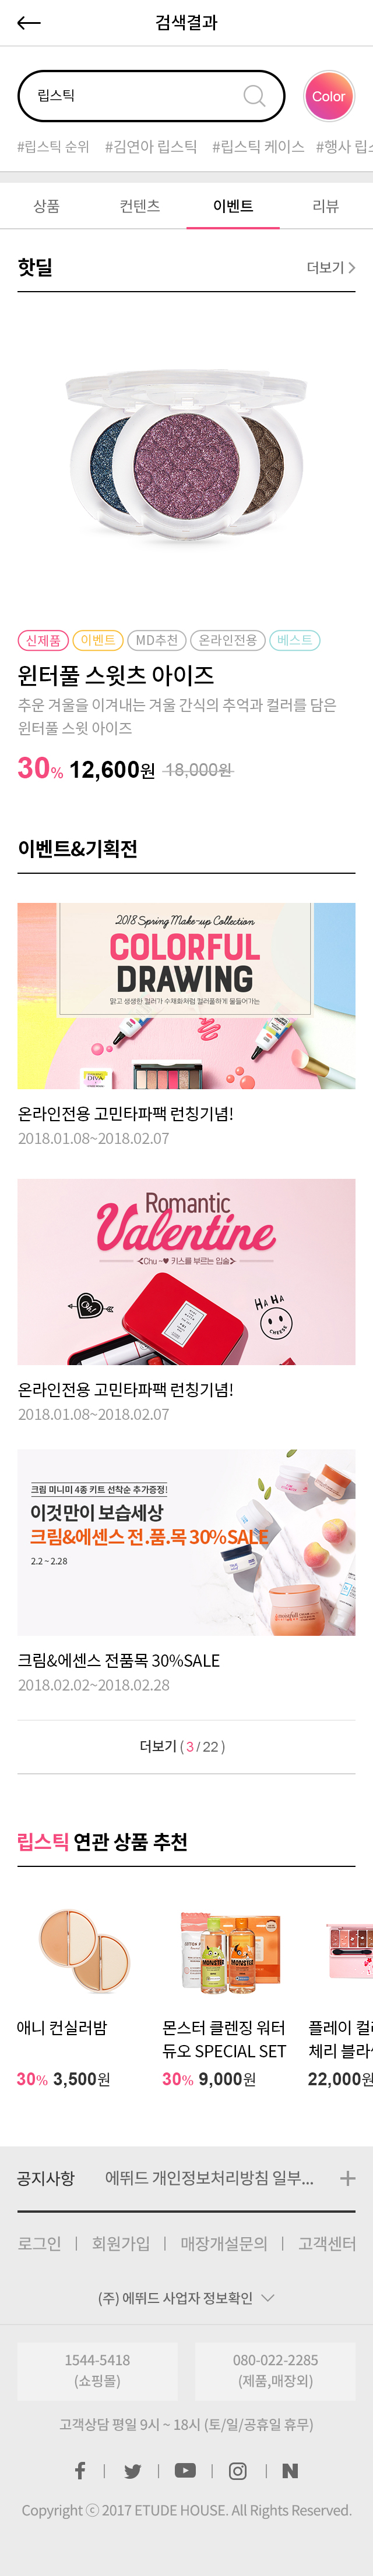 검색결과
립스틱
Color
#립스틱 순위 #김연아 립스틱 #립스틱 케이스 #행사 립스
상품 컨텐츠 이벤트 리뷰
핫딜 더보기
신제품 이벤트 MD추천 온라인전용 베스트
윈터풀 스윗츠 아이즈
추운 겨울을 이겨내는 겨울 간식의 추억과 컬러를 담은
윈터풀 스윗 아이즈
30% 12,600원 18,000원
이벤트&기획전
2018 Spring Make-up Collection
COLORFUL
DRAWING
맑고 생생한 컬러가 수채화처럼 컬러풀하게 물들어가는
DIVA
온라인전용 고민타파팩 런칭기념!
2018.01.08~2018.02.07
Romantic
Valentine
<Chu ~♥ 키스를 부르는 입술>
Oh!
HA HA
CHEESE
온라인전용 고민타파팩 런칭기념!
2018.01.08~2018.02.07
크림 미니미 4종 키트 선착순 추가증정!
이것만이 보습세상
크림&에센스 전.품.목 30%SALE
2.2 ~ 2.28
moistfull
크림&에센스 전품목 30%SALE
2018.02.02~2018.02.28
더보기 ( 3 / 22 )
립스틱 연관 상품 추천
MONSTER MONSTER
애니 컨실러밤
30% 3,500원
몬스터 클렌징 워터
듀오 SPECIAL SET
30% 9,000원
플레이 컬러
체리 블라썸
22,000원
공지사항 에뛰드 개인정보처리방침 일부...
로그인 | 회원가입 | 매장개설문의 | 고객센터
(주) 에뛰드 사업자 정보확인
1544-5418
(쇼핑몰)
080-022-2285
(제품,매장외)
고객상담 평일 9시 ~ 18시 (토/일/공휴일 휴무)
Copyright ⓒ 2017 ETUDE HOUSE. All Rights Reserved.